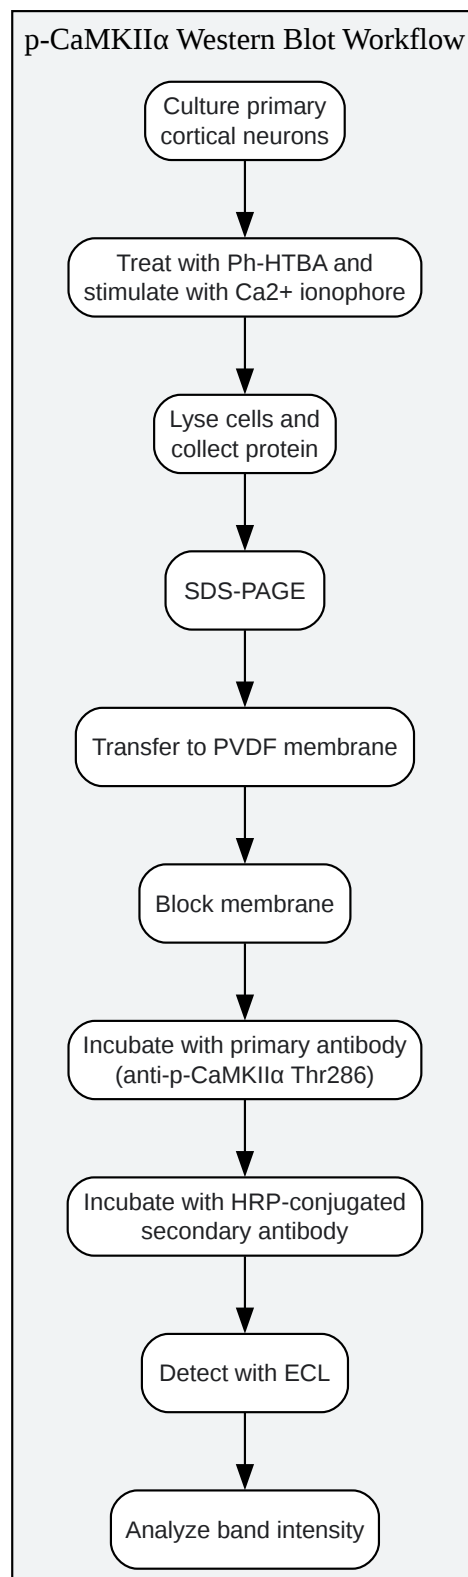 p-CaMKIIα Western Blot Workflow
Culture primary
cortical neurons
Treat with Ph-HTBA and
stimulate with Ca2+ ionophore
Lyse cells and
collect protein
SDS-PAGE
Transfer to PVDF membrane
Block membrane
Incubate with primary antibody
(anti-p-CaMKIIα Thr286)
Incubate with HRP-conjugated
secondary antibody
Detect with ECL
Analyze band intensity